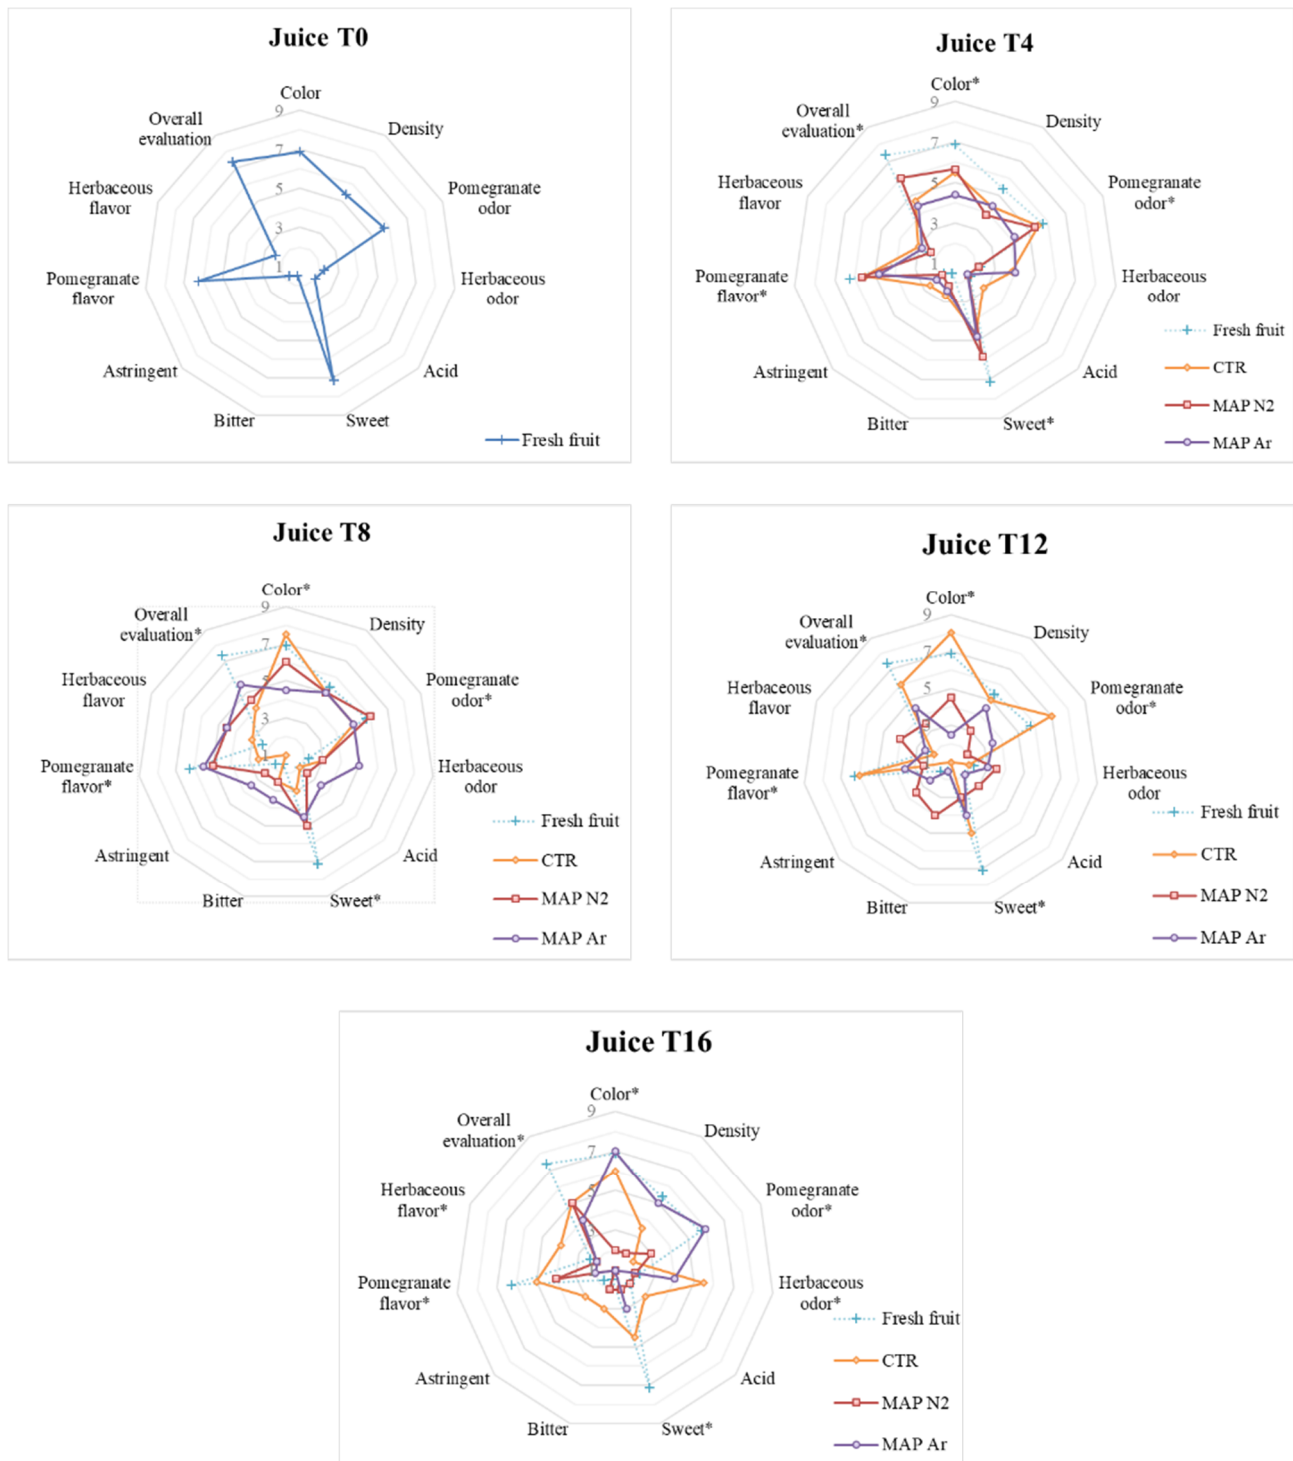 Juice T0
Color
9
Overall
evaluation
Density
7
Herbaceous
flavor
Pomegranate
odor
5
3
1
Pomegranate
flavor
Herbaceous
odor
Astringent
Acid
Bitter
Sweet
Fresh fruit
Juice T4
Color*
9
Overall
evaluation*
Density
7
Herbaceous
flavor
Pomegranate
odor*
5
3
1
Pomegranate
flavor*
Herbaceous
odor
Astringent
Acid
Bitter
Sweet*
Fresh fruit
CTR
MAP N2
MAP Ar
Juice T8
Color*
9
Overall
evaluation*
Density
7
Herbaceous
flavor
Pomegranate
odor*
5
3
1
Pomegranate
flavor*
Herbaceous
odor
Astringent
Acid
Bitter
Sweet*
Fresh fruit
CTR
MAP N2
MAP Ar
Juice T12
Color*
9
Overall
evaluation*
Density
7
Herbaceous
flavor
Pomegranate
odor*
5
Pomegranate
flavor*
Herbaceous
odor
Astringent
Acid
Bitter
Sweet*
Fresh fruit
CTR
MAP N2
MAP Ar
Juice T16
Color*
9
Overall
evaluation*
Density
7
Herbaceous
flavor*
Pomegranate
odor*
5
3
Pomegranate
flavor*
Herbaceous
odor*
Astringent
Acid
Bitter
Sweet*
Fresh fruit
CTR
MAP N2
MAP Ar